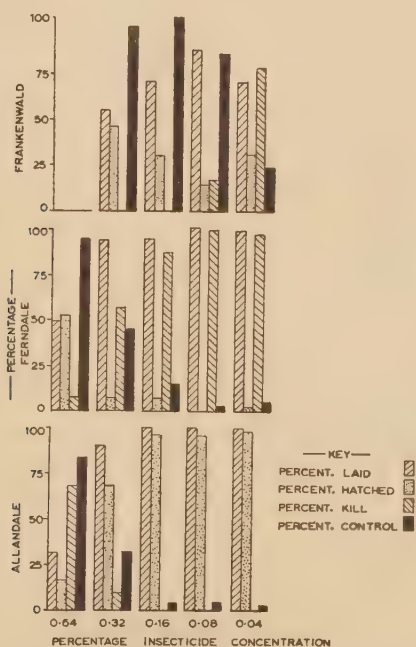 100
75
50
25
0
FRANKENWALD
100
75
50
25
0
PERCENTAGE
FERNDALE
100
75
50
25
0
ALLANDALE
0·64 0·32 0·16 0·08 0·04
PERCENTAGE INSECTICIDE CONCENTRATION
KEY
PERCENT. LAID
PERCENT. HATCHED
PERCENT. KILL
PERCENT. CONTROL